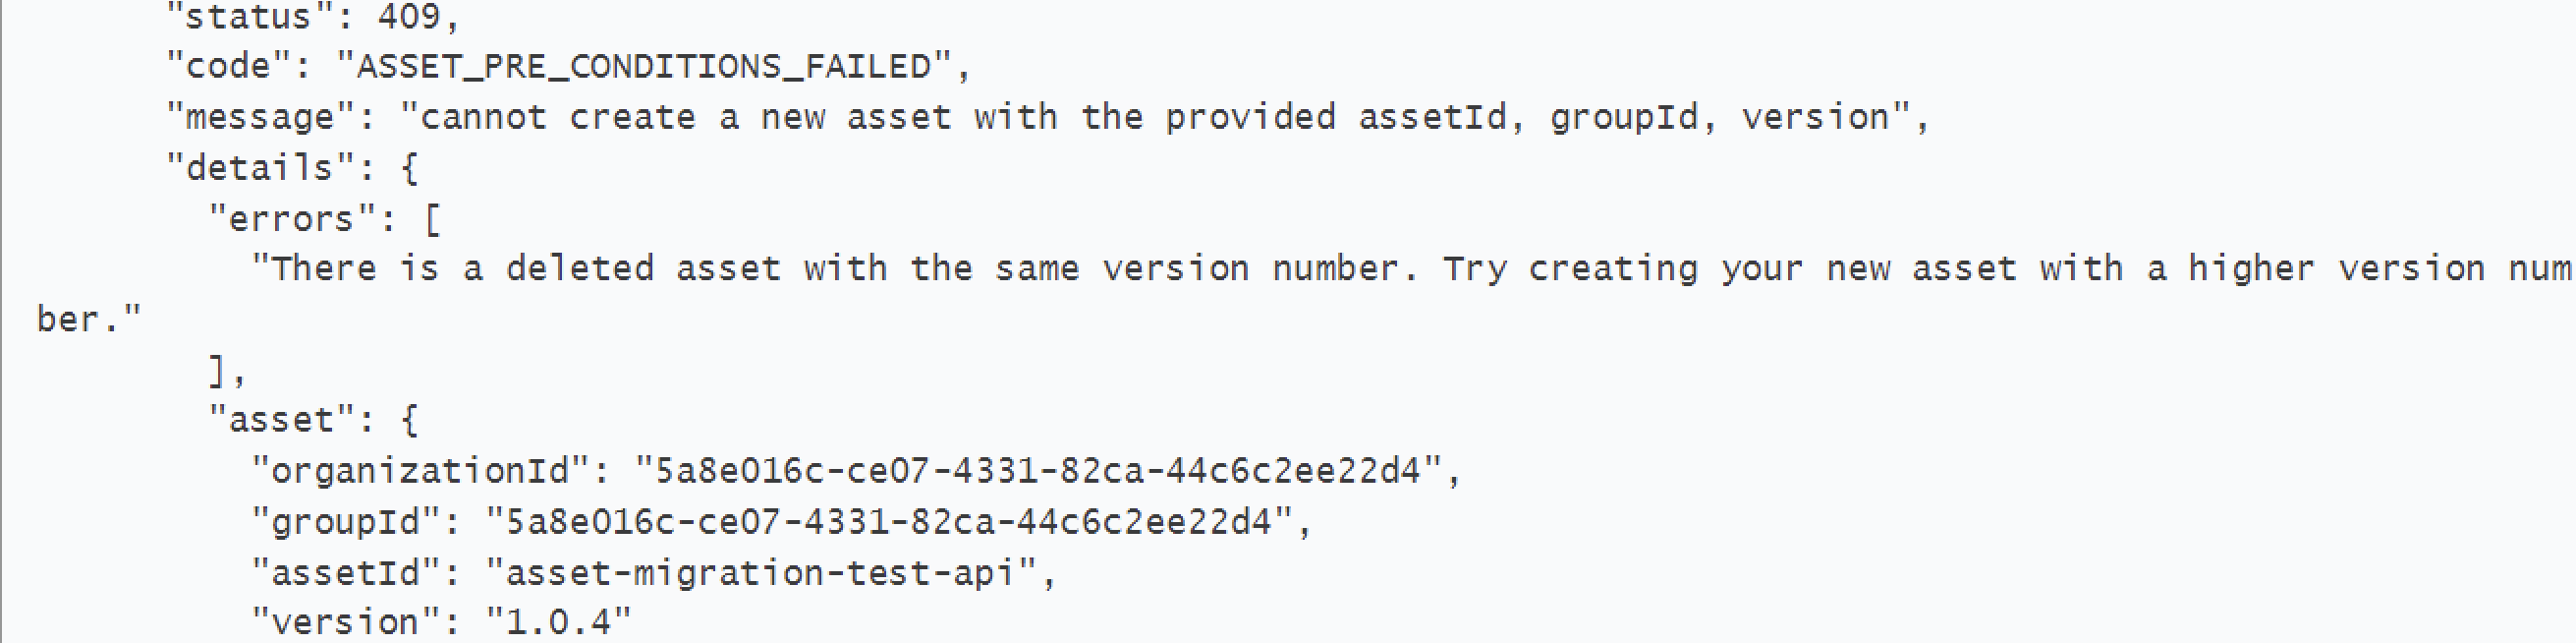 "status": 409,
"code": "ASSET_PRE_CONDITIONS_FAILED",
"message": "cannot create a new asset with the provided assetId, groupId, version",
"details": {
"errors": [
"There is a deleted asset with the same version number. Try creating your new asset with a higher version num
ber."
],
"asset": {
"organizationId": "5a8e016c-ce07-4331-82ca-44c6c2ee22d4",
"groupId": "5a8e016c-ce07-4331-82ca-44c6c2ee22d4",
"assetId": "asset-migration-test-api",
"version": "1.0.4"